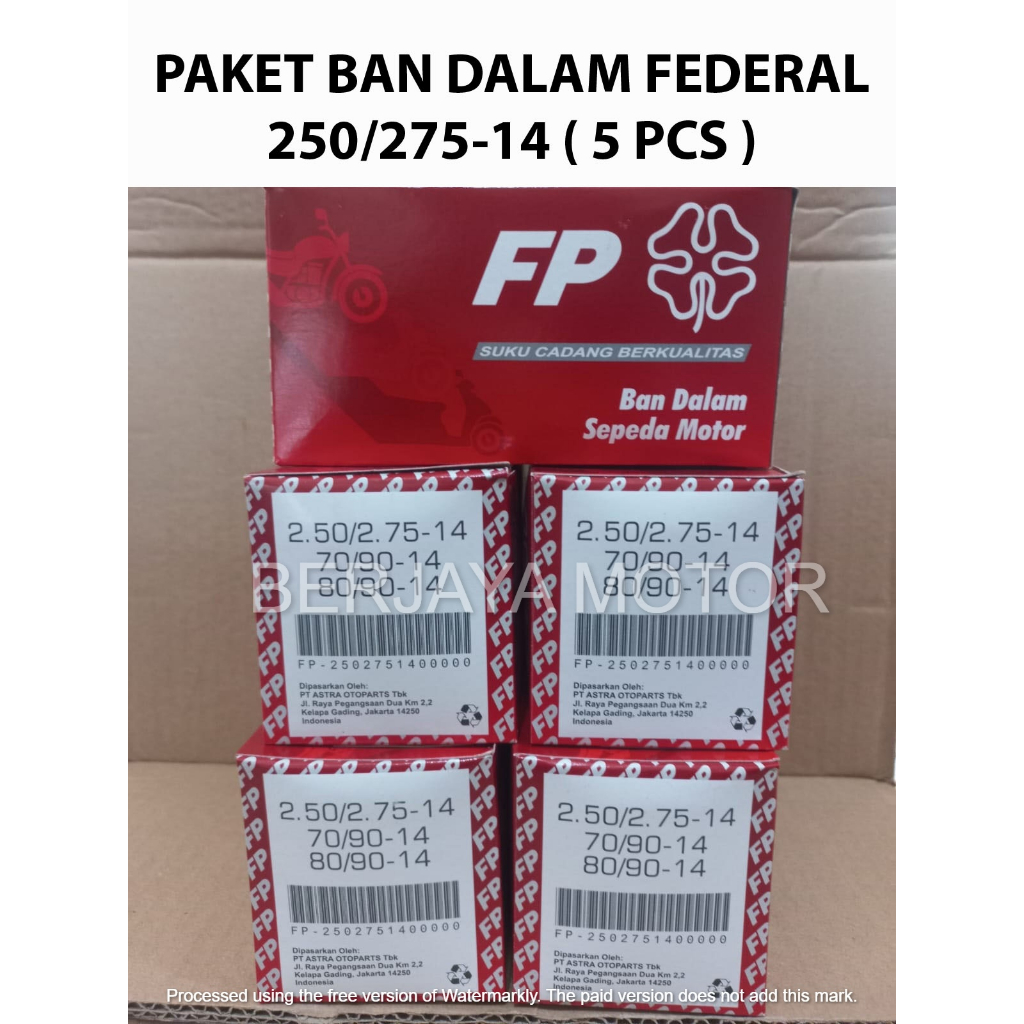 PAKET BAN DALAM FEDERAL
250/275-14 ( 5 PCS )
FP
SUKU CADANG BERKUALITAS
Ban Dalam
Sepeda Motor
2.50/2.75-14
70/90-14
80/90-14
FP-2502751400000
Dipasarkan Oleh:
PT ASTRA OTOPARTS Tbk
Jl. Raya Pegangsaan Dua Km 2,2
Kelapa Gading, Jakarta 14250
Indonesia
2.50/2.75-14
70/90-14
80/90-14
FP-2502751400000
Dipasarkan Oleh:
PT ASTRA OTOPARTS Tbk
Jl. Raya Pegangsaan Dua Km 2,2
Kelapa Gading, Jakarta 14250
Indonesia
BERJAYA MOTOR
2.50/2.75-14
70/90-14
80/90-14
FP-2502751400000
Dipasarkan Oleh:
PT ASTRA OTOPARTS Tbk
Jl. Raya Pegangsaan Dua Km 2,2
Kelapa Gading, Jakarta 14250
Indonesia
2.50/2.75-14
70/90-14
80/90-14
FP-2502751400000
Dipasarkan Oleh:
PT ASTRA OTOPARTS Tbk
Jl. Raya Pegangsaan Dua Km 2,2
Kelapa Gading, Jakarta 14250
Indonesia
Processed using the free version of Watermarkly. The paid version does not add this mark.